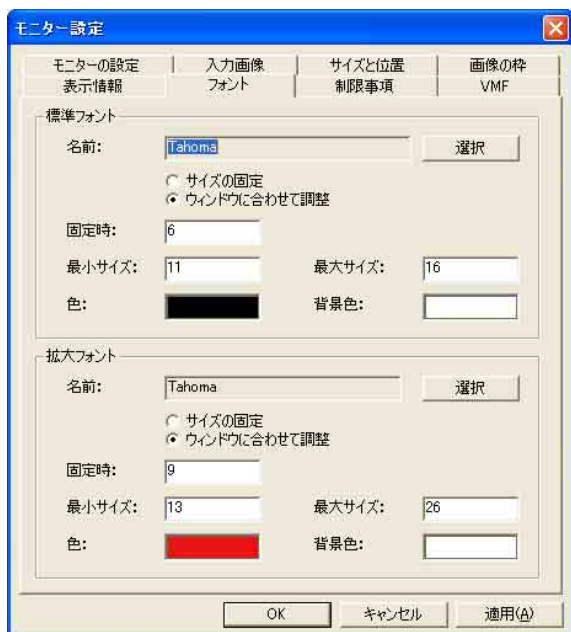 モニター設定
モニターの設定 入力画像 サイズと位置 画像の枠
表示情報 フォント 制限事項 VMF
標準フォント
名前: Tahoma 選択
サイズの固定
ウィンドウに合わせて調整
固定時: 6
最小サイズ: 11 最大サイズ: 16
色: 背景色:
拡大フォント
名前: Tahoma 選択
サイズの固定
ウィンドウに合わせて調整
固定時: 9
最小サイズ: 13 最大サイズ: 26
色: 背景色:
OK キャンセル 適用(A)